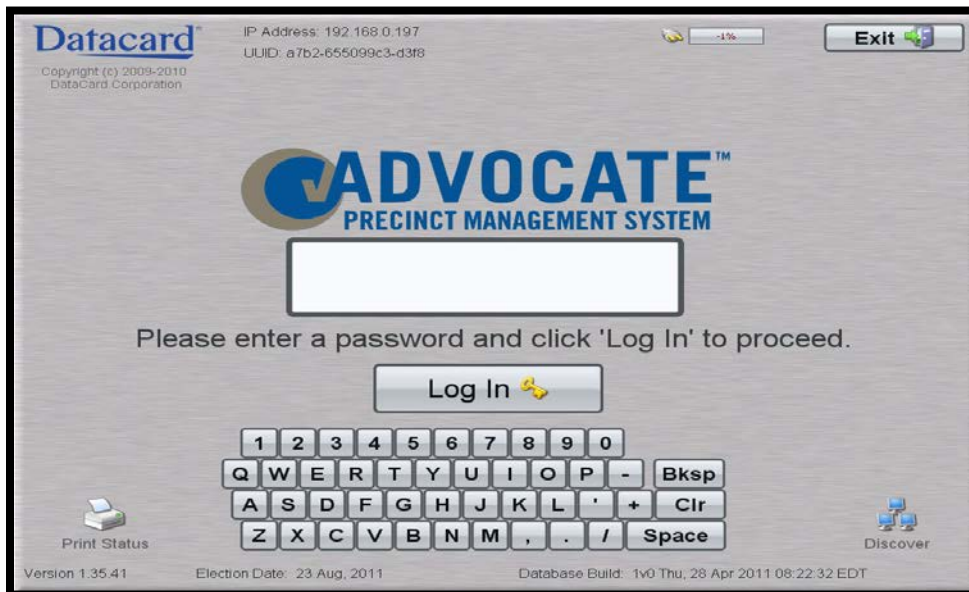 Datacard®
IP Address: 192.168.0.197
UUID: a7b2-655099c3-d3f8
-1%
Exit
Copyright (c) 2009-2010
DataCard Corporation
ADVOCATE™
PRECINCT MANAGEMENT SYSTEM
Please enter a password and click 'Log In' to proceed.
Log In
1 2 3 4 5 6 7 8 9 0
Q W E R T Y U I O P - Bksp
A S D F G H J K L ' + Clr
Z X C V B N M , . / Space
Print Status
Discover
Version 1.35.41
Election Date: 23 Aug, 2011
Database Build: 1v0 Thu, 28 Apr 2011 08:22:32 EDT